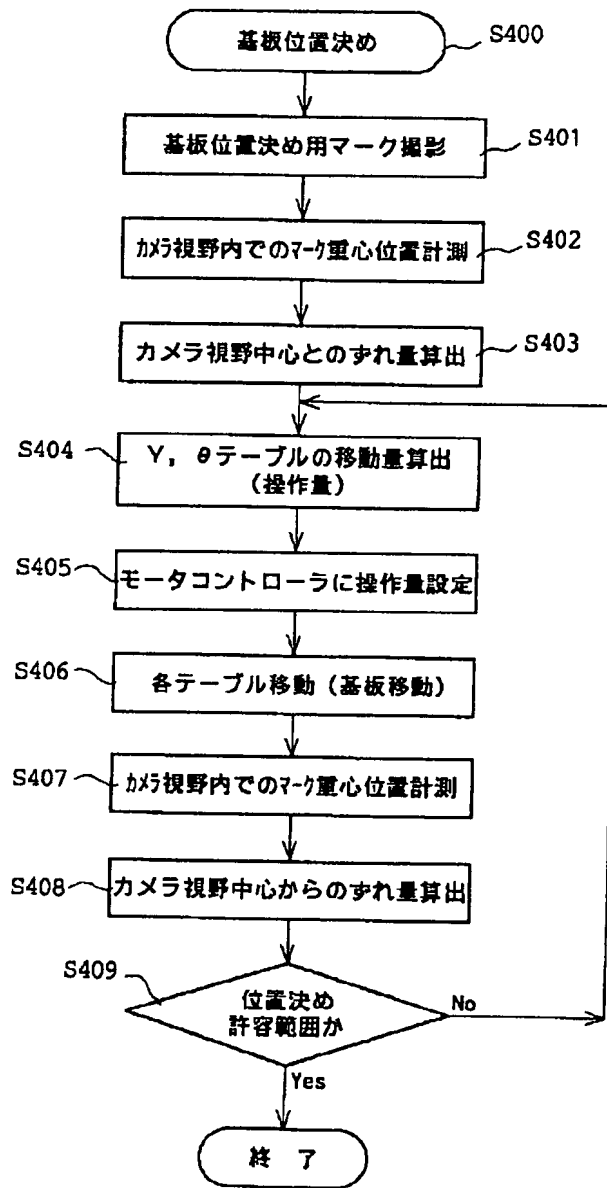 基板位置決め
S400
基板位置決め用マーク撮影
S401
ｶﾒﾗ視野内でのﾏｰｸ重心位置計測
S402
カメラ視野中心とのずれ量算出
S403
S404
Y, θテーブルの移動量算出
(操作量)
S405
モータコントローラに操作量設定
S406
各テーブル移動(基板移動)
S407
ｶﾒﾗ視野内でのﾏｰｸ重心位置計測
S408
カメラ視野中心からのずれ量算出
S409
位置決め
許容範囲か
No
Yes
終了